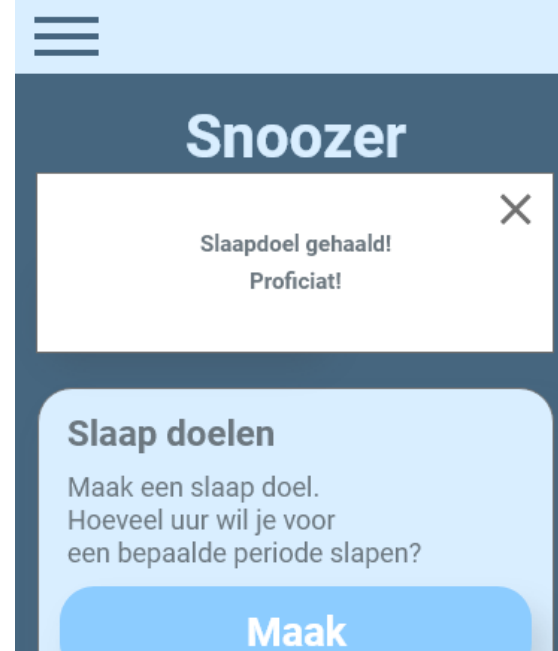 Snoozer
Slaapdoel gehaald!
Proficiat!
Slaap doelen
Maak een slaap doel.
Hoeveel uur wil je voor
een bepaalde periode slapen?
Maak